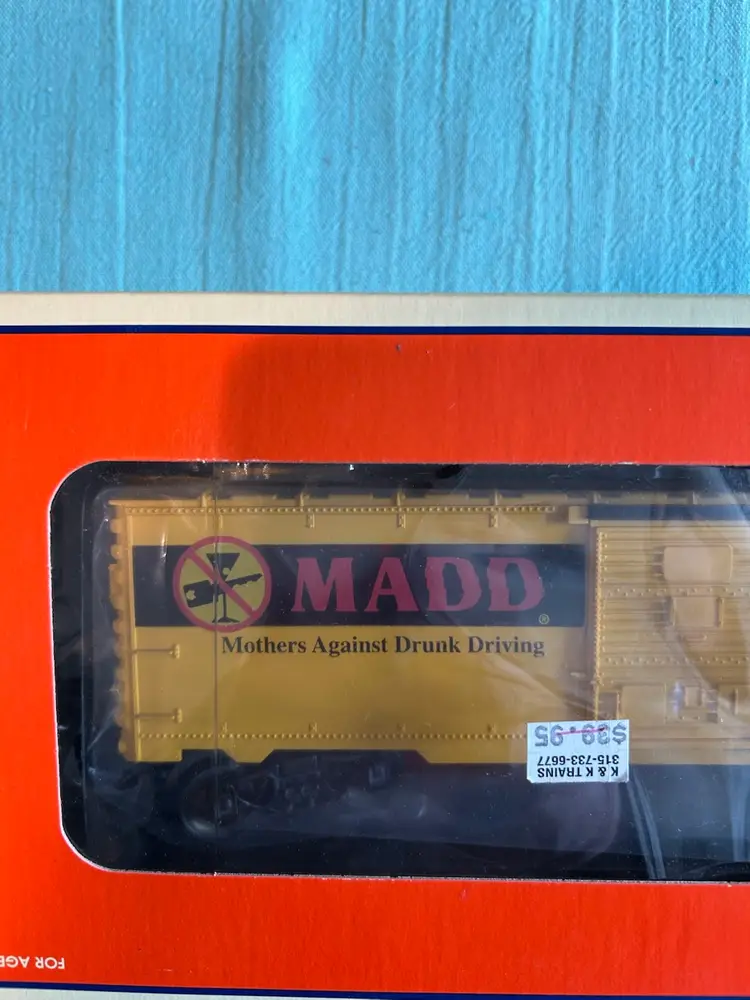 MADD
®
Mothers Against Drunk Driving
K & K TRAINS
315-733-6677
$39.95
FOR AGE